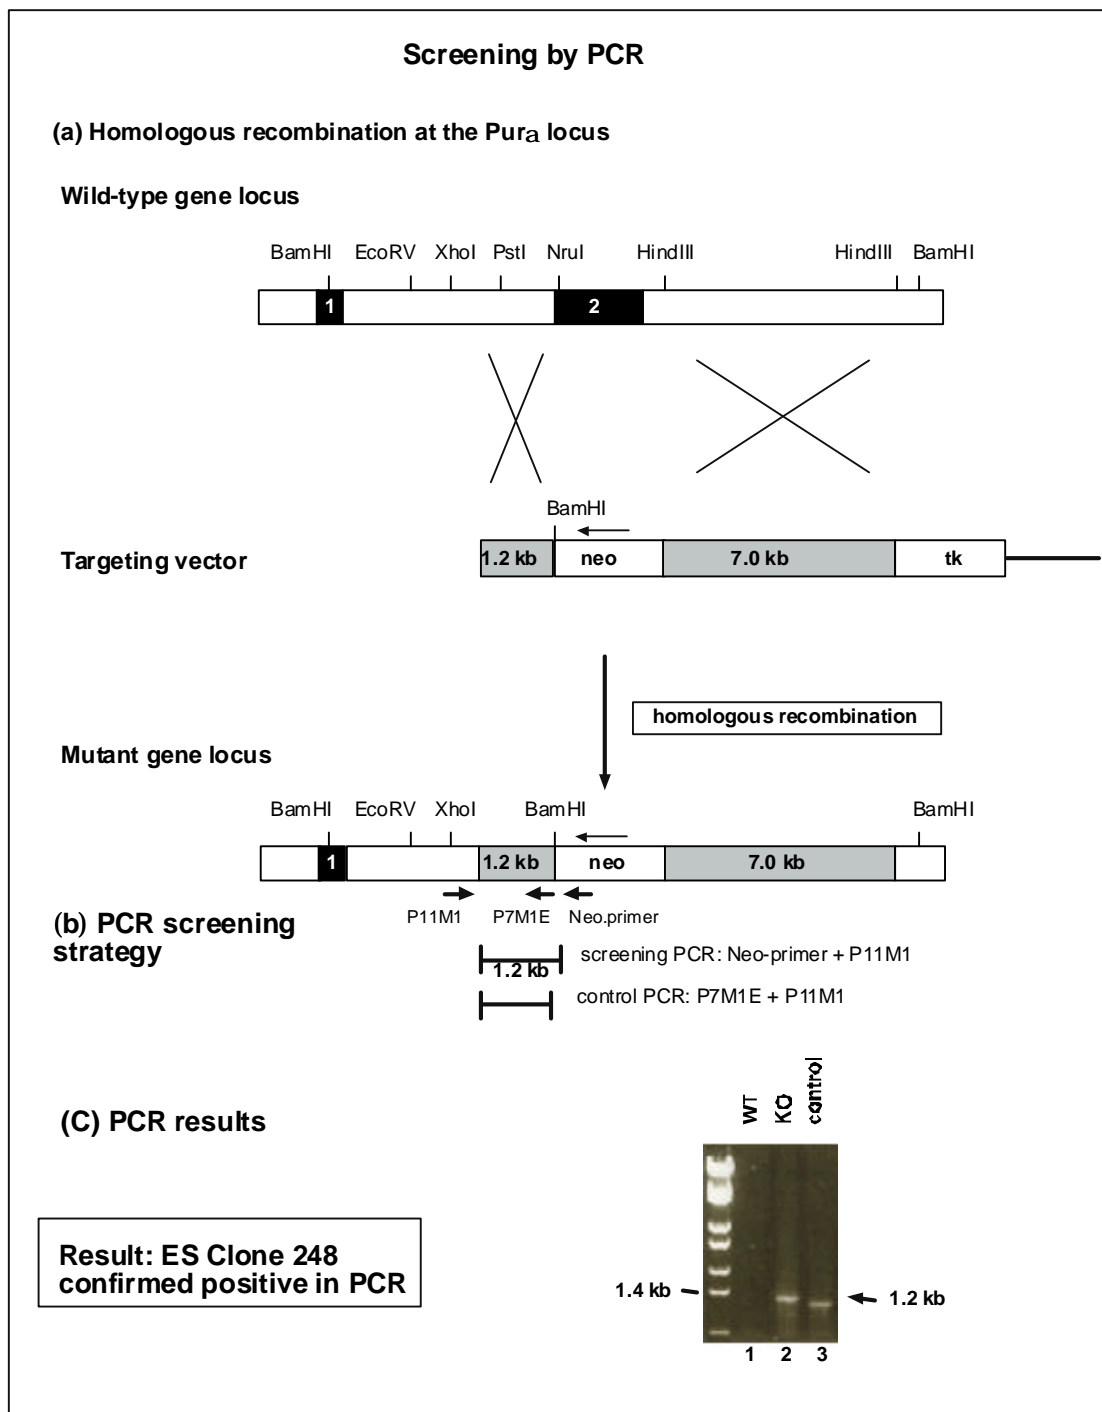 Screening by PCR
(a) Homologous recombination at the Pura locus
Wild-type gene locus
BamHI EcoRV XhoI PstI NruI HindIII HindIII BamHI
1 2
BamHI
Targeting vector 1.2 kb neo 7.0 kb tk
homologous recombination
Mutant gene locus
BamHI EcoRV XhoI BamHI BamHI
1 1.2 kb neo 7.0 kb
P11M1 P7M1E Neo.primer
(b) PCR screening
strategy
screening PCR: Neo-primer + P11M1
1.2 kb
control PCR: P7M1E + P11M1
WT KO control
(C) PCR results
Result: ES Clone 248
confirmed positive in PCR
1.4 kb 1.2 kb
1 2 3